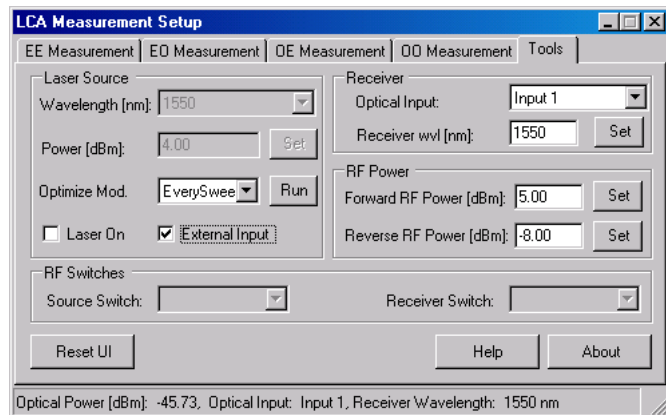 LCA Measurement Setup
EE Measurement EO Measurement OE Measurement OO Measurement Tools
Laser Source
Wavelength [nm]: 1550
Power [dBm]: 4.00 Set
Optimize Mod. EverySwee Run
Laser On External Input
Receiver
Optical Input: Input 1
Receiver wvl [nm]: 1550 Set
RF Power
Forward RF Power [dBm]: 5.00 Set
Reverse RF Power [dBm]: -8.00 Set
RF Switches
Source Switch: Receiver Switch:
Reset UI Help About
Optical Power [dBm]: -45.73, Optical Input: Input 1, Receiver Wavelength: 1550 nm